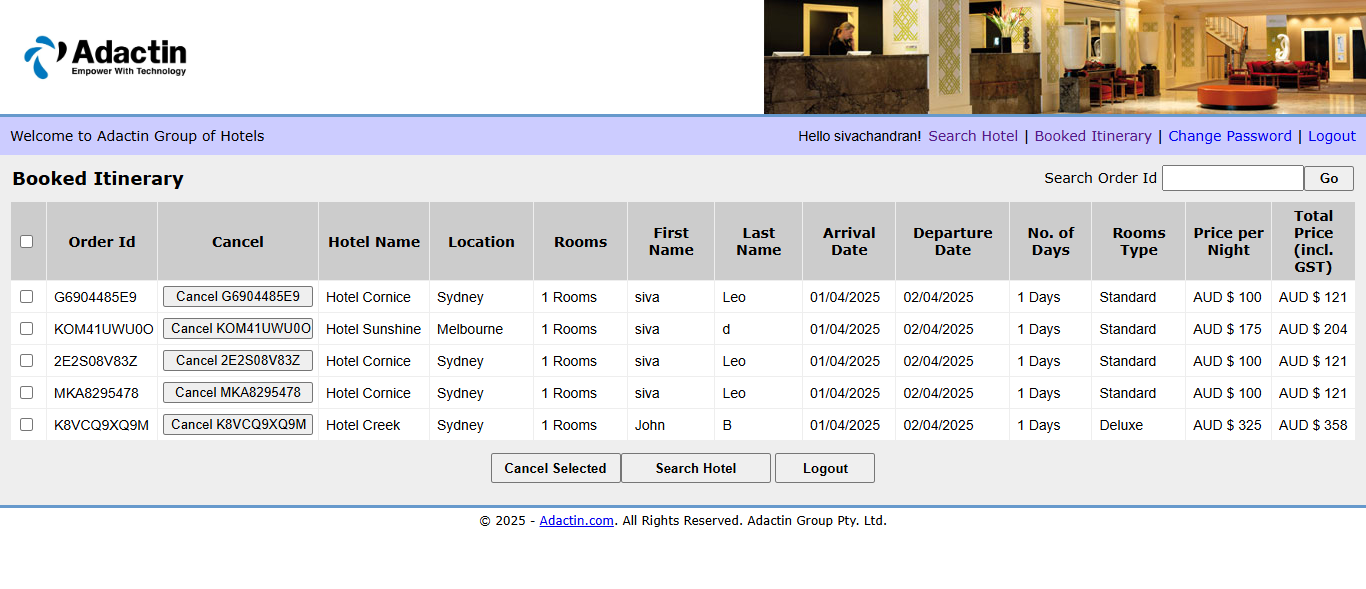 Adactin
Empower With Technology
Welcome to Adactin Group of Hotels
Hello sivachandran! Search Hotel | Booked Itinerary | Change Password | Logout
Booked Itinerary
Search Order Id Go
Order Id Cancel Hotel Name Location Rooms First Name Last Name Arrival Date Departure Date No. of Days Rooms Type Price per Night Total Price (incl. GST)
G6904485E9 Cancel G6904485E9 Hotel Cornice Sydney 1 Rooms siva Leo 01/04/2025 02/04/2025 1 Days Standard AUD $ 100 AUD $ 121
KOM41UWU0O Cancel KOM41UWU0O Hotel Sunshine Melbourne 1 Rooms siva d 01/04/2025 02/04/2025 1 Days Standard AUD $ 175 AUD $ 204
2E2S08V83Z Cancel 2E2S08V83Z Hotel Cornice Sydney 1 Rooms siva Leo 01/04/2025 02/04/2025 1 Days Standard AUD $ 100 AUD $ 121
MKA8295478 Cancel MKA8295478 Hotel Cornice Sydney 1 Rooms siva Leo 01/04/2025 02/04/2025 1 Days Standard AUD $ 100 AUD $ 121
K8VCQ9XQ9M Cancel K8VCQ9XQ9M Hotel Creek Sydney 1 Rooms John B 01/04/2025 02/04/2025 1 Days Deluxe AUD $ 325 AUD $ 358
Cancel Selected Search Hotel Logout
© 2025 - Adactin.com. All Rights Reserved. Adactin Group Pty. Ltd.